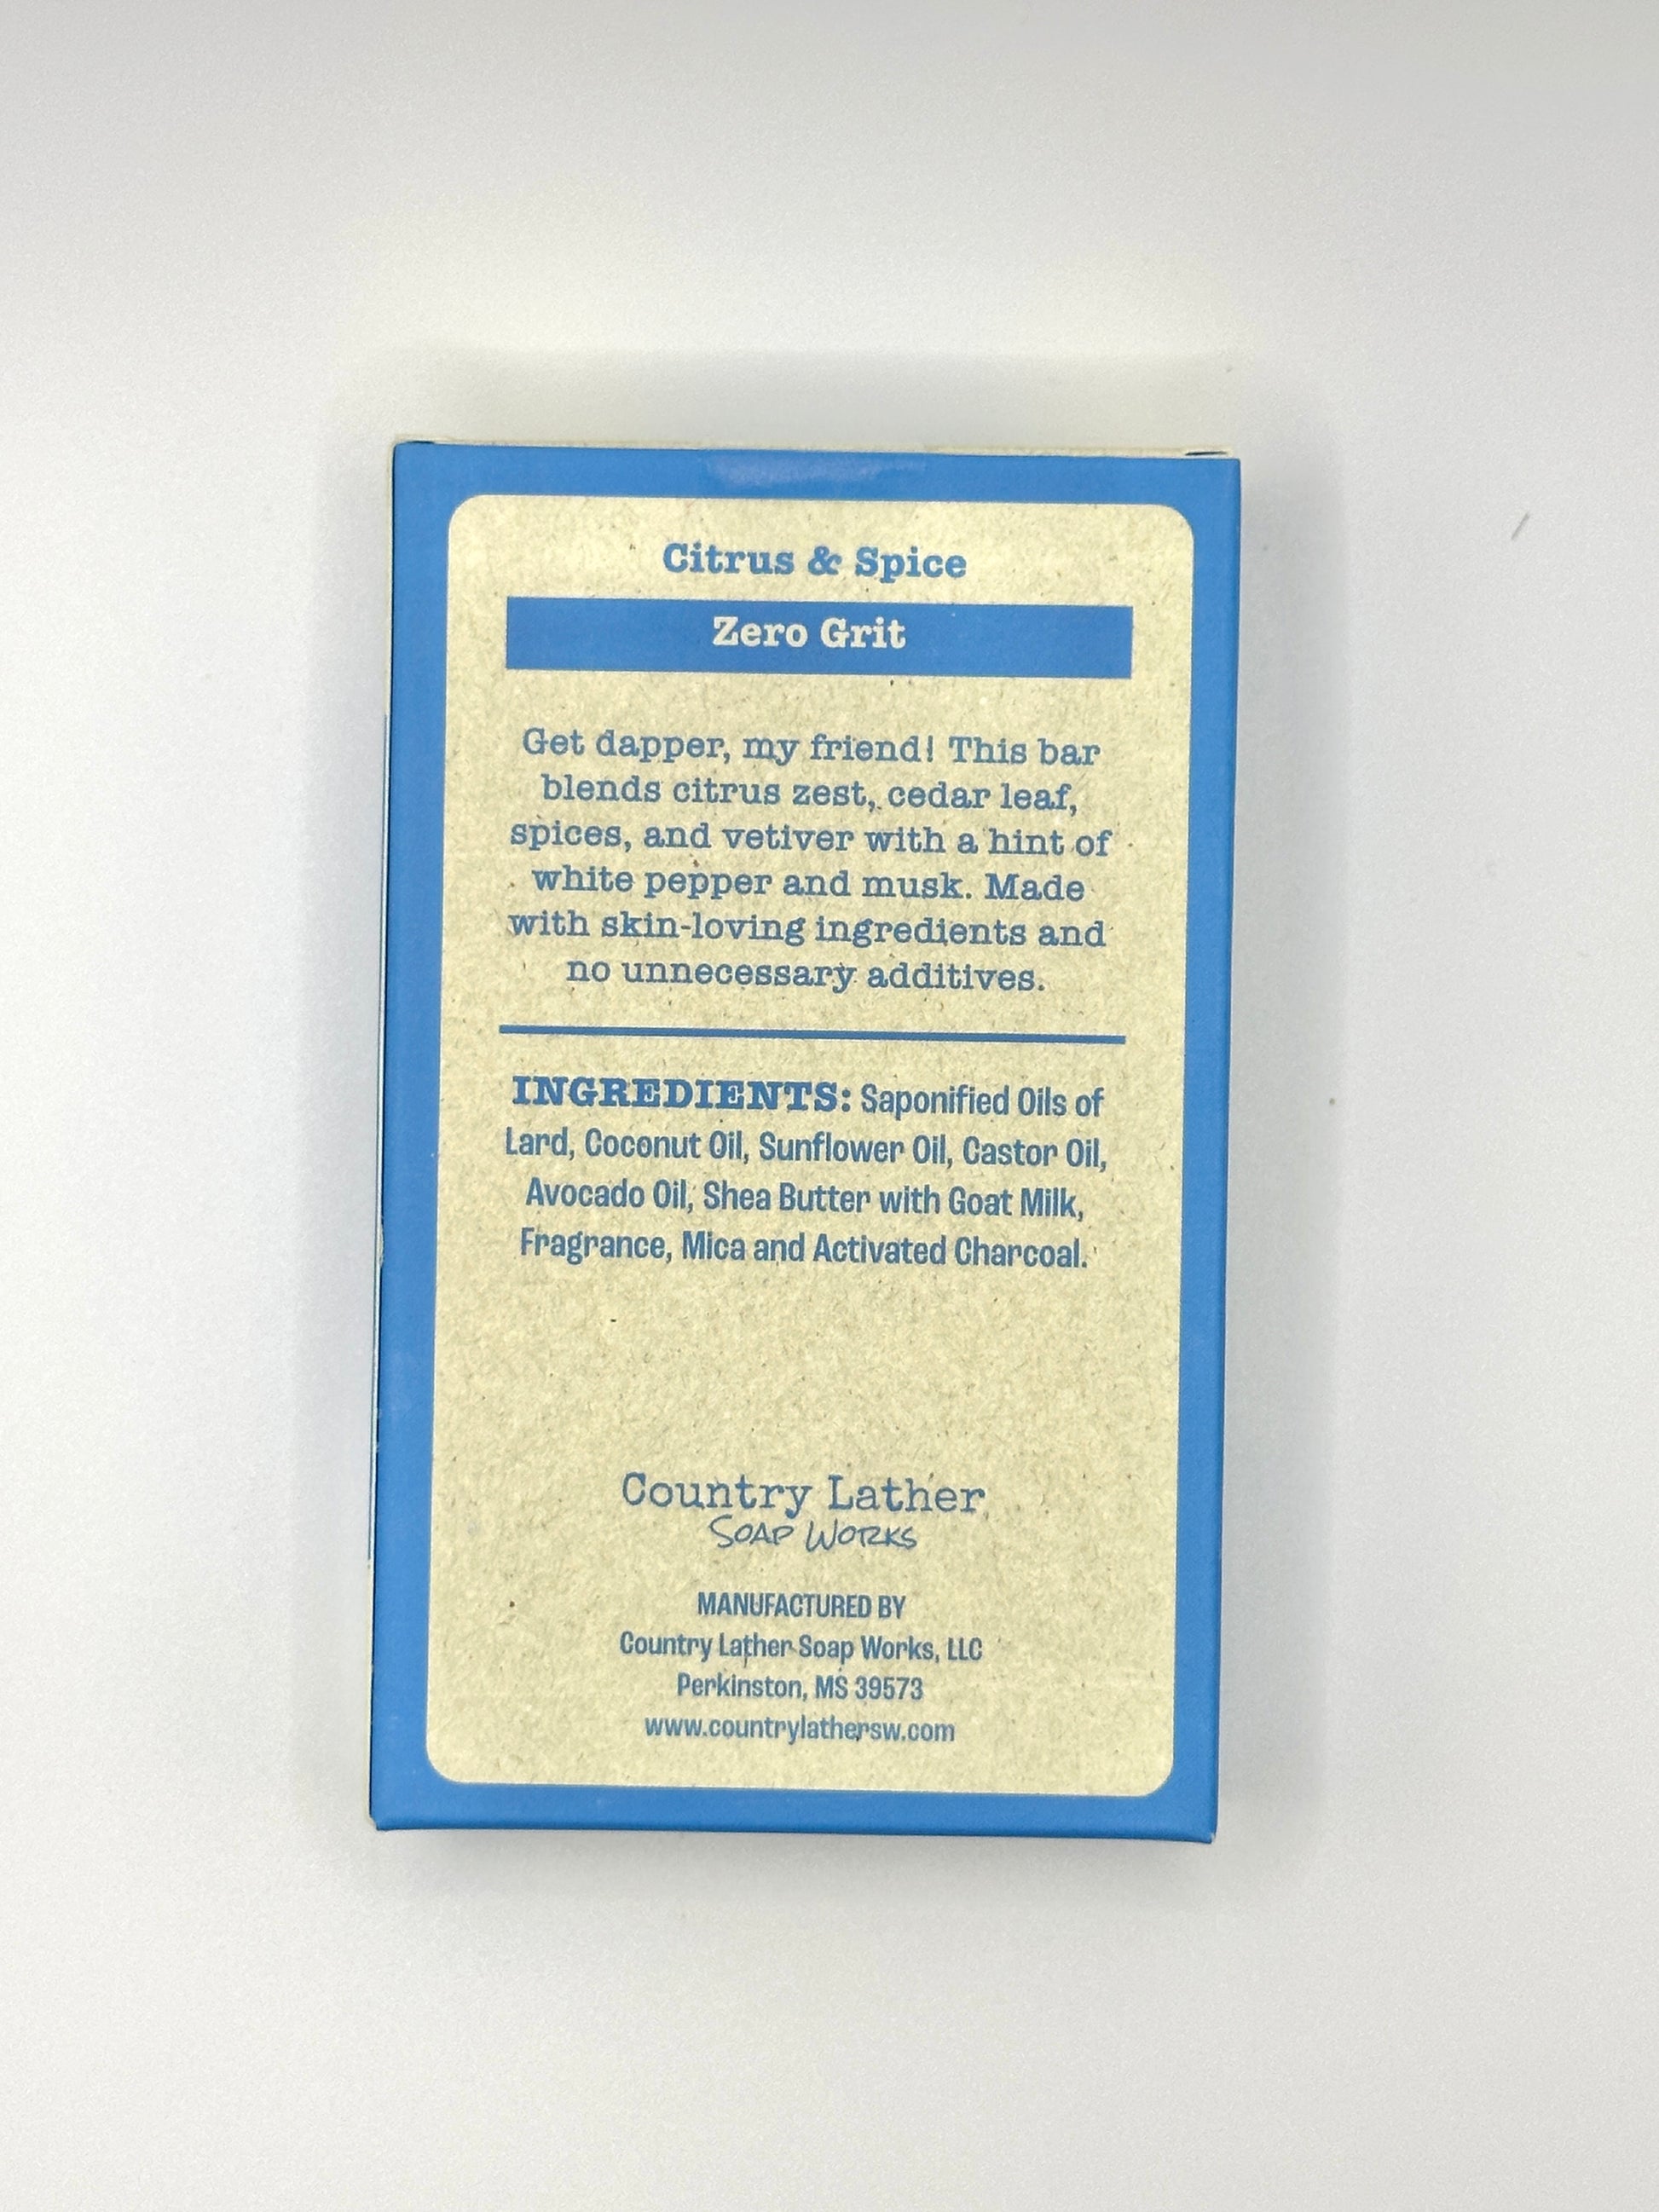 Citrus & Spice
Zero Grit
Get dapper, my friend! This bar
blends citrus zest, cedar leaf,
spices, and vetiver with a hint of
white pepper and musk. Made
with skin-loving ingredients and
no unnecessary additives.
INGREDIENTS: Saponified Oils of
Lard, Coconut Oil, Sunflower Oil, Castor Oil,
Avocado Oil, Shea Butter with Goat Milk,
Fragrance, Mica and Activated Charcoal.
Country Lather
SOAP WORKS
MANUFACTURED BY
Country Lather Soap Works, LLC
Perkinston, MS 39573
www.countrylathersw.com